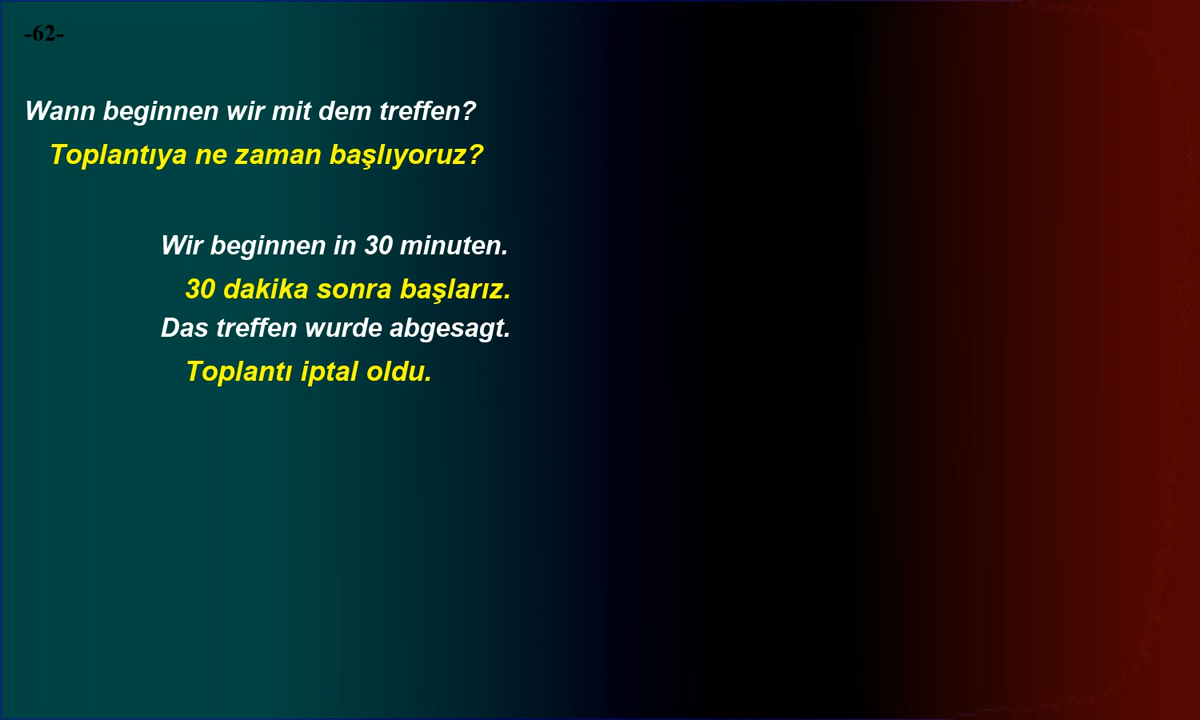 -62-
Wann beginnen wir mit dem treffen?
Toplantıya ne zaman başlıyoruz?
Wir beginnen in 30 minuten.
30 dakika sonra başlarız.
Das treffen wurde abgesagt.
Toplantı iptal oldu.